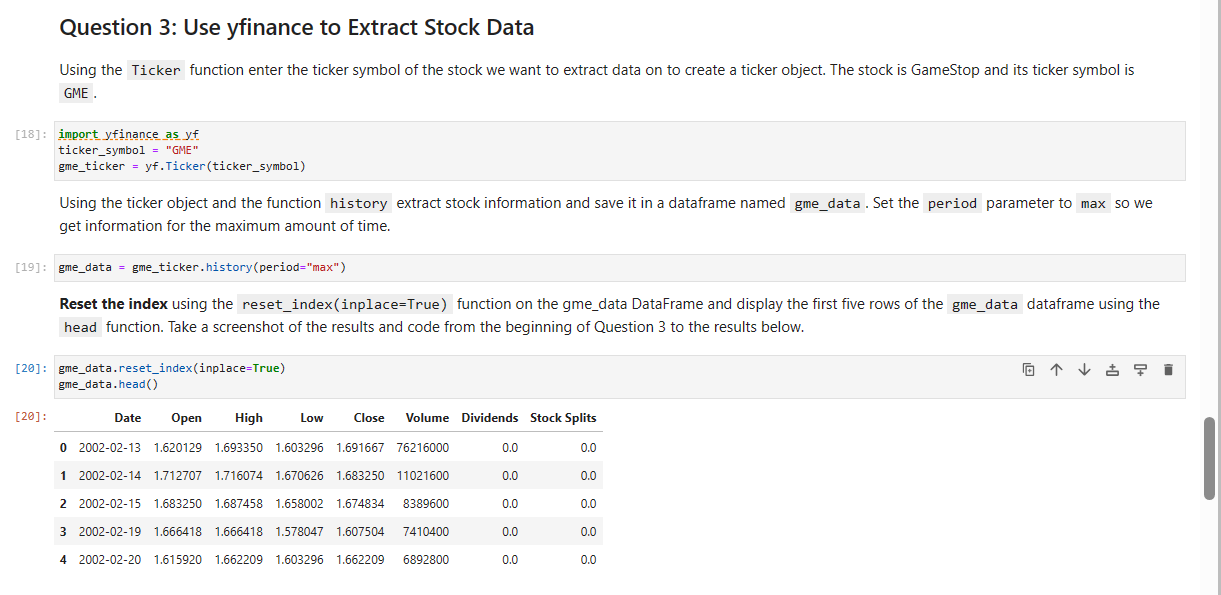 Question 3: Use yfinance to Extract Stock Data
Using the Ticker function enter the ticker symbol of the stock we want to extract data on to create a ticker object. The stock is GameStop and its ticker symbol is
GME .
[18]: import yfinance as yf
ticker_symbol = "GME"
gme_ticker = yf.Ticker(ticker_symbol)
Using the ticker object and the function history extract stock information and save it in a dataframe named gme_data . Set the period parameter to max so we
get information for the maximum amount of time.
[19]: gme_data = gme_ticker.history(period="max")
Reset the index using the reset_index(inplace=True) function on the gme_data DataFrame and display the first five rows of the gme_data dataframe using the
head function. Take a screenshot of the results and code from the beginning of Question 3 to the results below.
[20]: gme_data.reset_index(inplace=True)
gme_data.head()
[20]: Date Open High Low Close Volume Dividends Stock Splits
0 2002-02-13 1.620129 1.693350 1.603296 1.691667 76216000 0.0 0.0
1 2002-02-14 1.712707 1.716074 1.670626 1.683250 11021600 0.0 0.0
2 2002-02-15 1.683250 1.687458 1.658002 1.674834 8389600 0.0 0.0
3 2002-02-19 1.666418 1.666418 1.578047 1.607504 7410400 0.0 0.0
4 2002-02-20 1.615920 1.662209 1.603296 1.662209 6892800 0.0 0.0